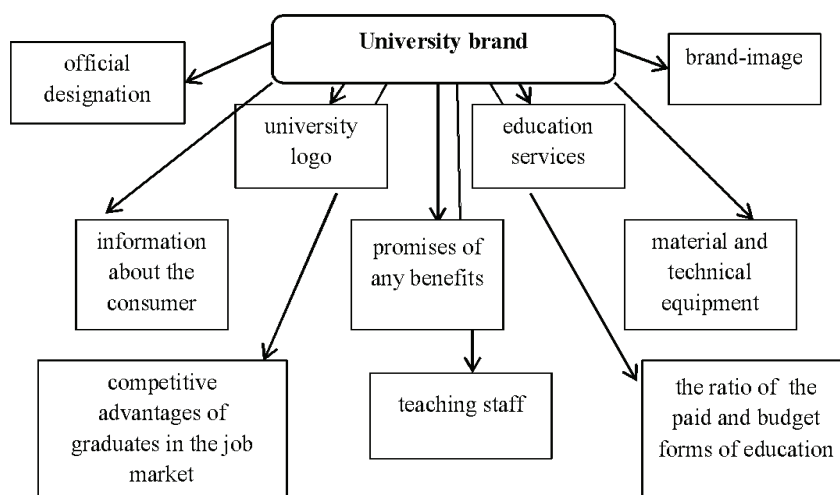 University brand
official
designation
brand-image
university
logo
education
services
information
about the
consumer
promises of
any benefits
material and
technical
equipment
competitive
advantages of
graduates in the job
market
teaching staff
the ratio of the
paid and budget
forms of education